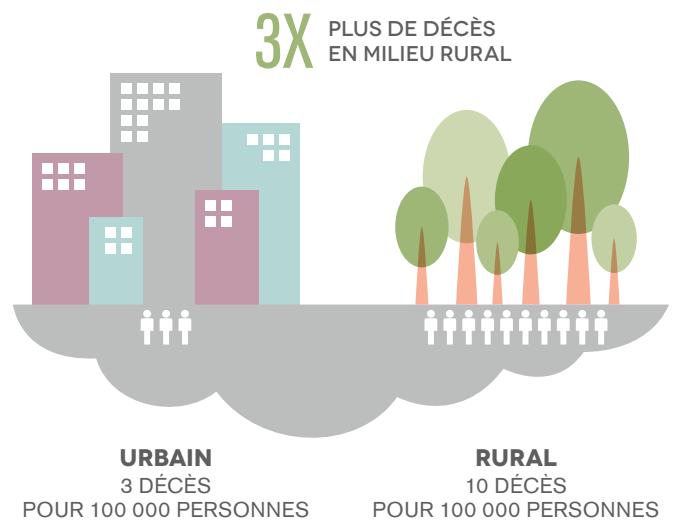 3X PLUS DE DÉCÈS
EN MILIEU RURAL
URBAIN
3 DÉCÈS
POUR 100 000 PERSONNES
RURAL
10 DÉCÈS
POUR 100 000 PERSONNES